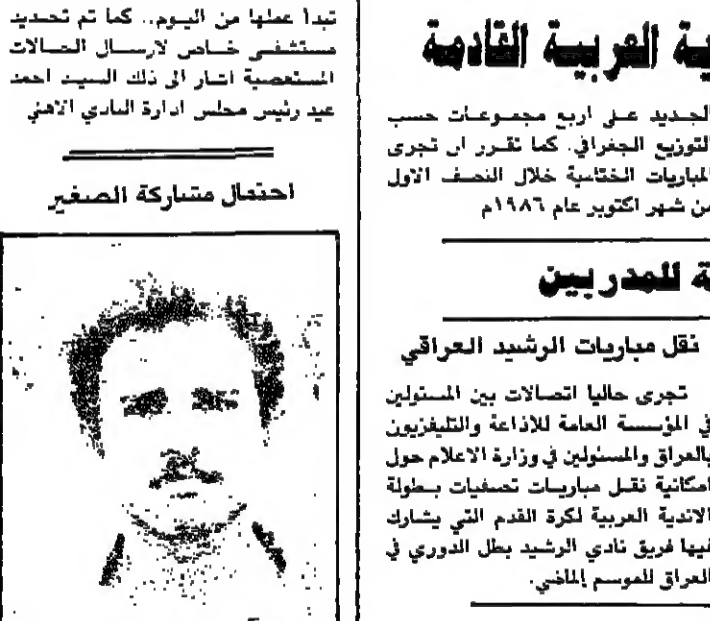 ية العربية القادمة
الجديد على اربع مجموعات حسب
التوزيع الجغرافي. كما تقرر ان تجرى
المباريات الختامية خلال النصف الاول
من شهر اكتوبر عام ١٩٨٦م
ة للمدربين
نقل مباريات الرشيد العراقي
تجرى حاليا اتصالات بين المسئولين
في المؤسسة العامة للإذاعة والتليفزيون
بالعراق والمسئولين في وزارة الاعلام حول
امكانية نقل مباريات تصفيات بطولة
الاندية العربية لكرة القدم التي يشارك
فيها فريق نادي الرشيد بطل الدوري في
العراق للموسم الماضي.
تبدأ عملها من اليوم.. كما تم تحديد
مستشفى خاص لارسال الحالات
المستعصية اشار الى ذلك السيد احمد
عيد رئيس مجلس ادارة النادي الاهلي
احتمال مشاركة الصغير